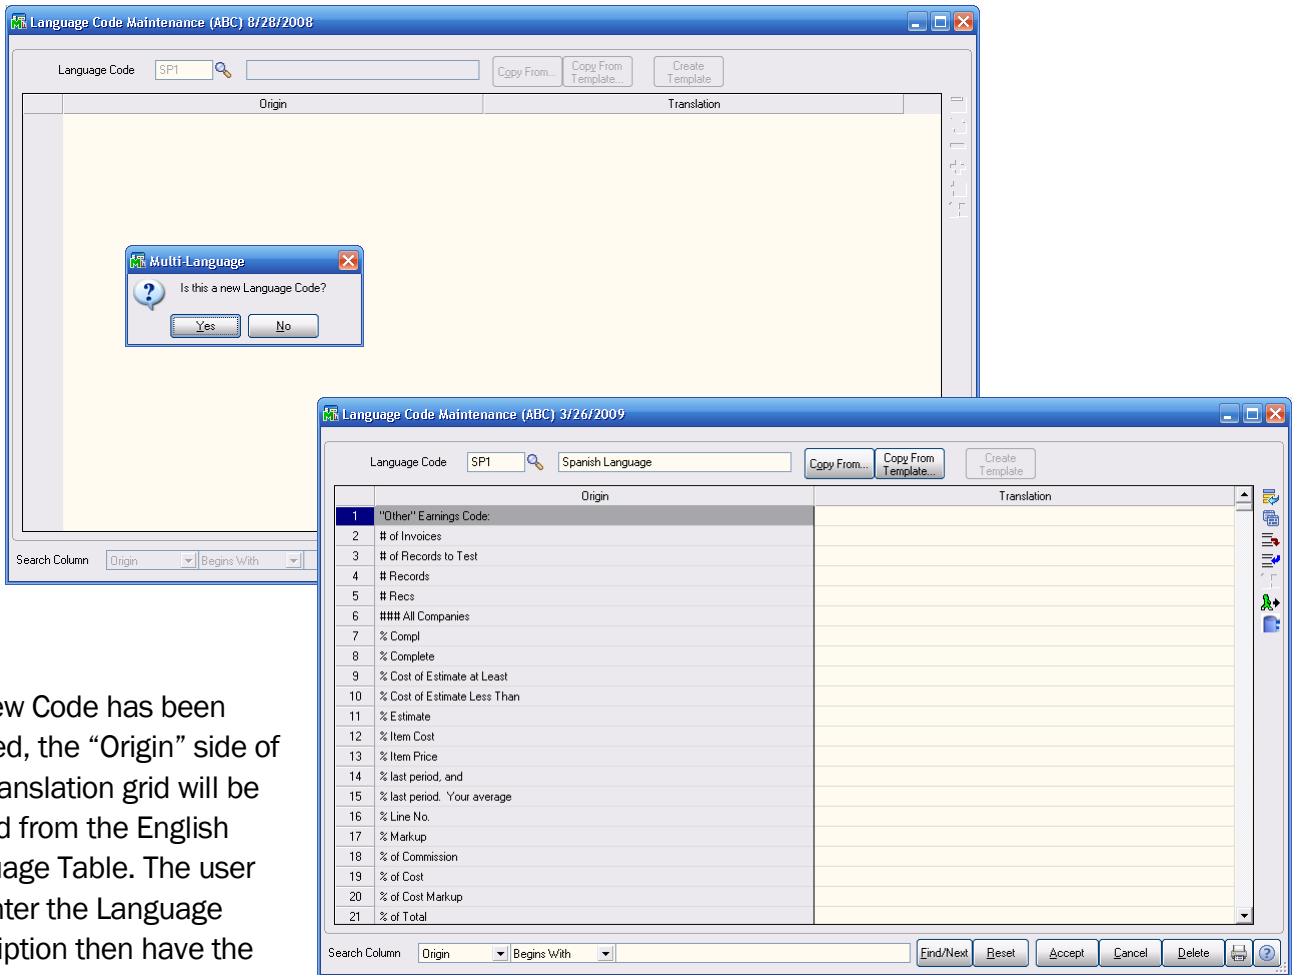 Language Code Maintenance (ABC) 8/28/2008
Language Code SP1 Copy From... Copy From Template... Create Template
Origin Translation
Multi-Language
Is this a new Language Code?
Yes No
Search Column Origin Begins With
Language Code Maintenance (ABC) 3/26/2009
Language Code SP1 Spanish Language Copy From... Copy From Template... Create Template
Origin Translation
1 "Other" Earnings Code:
2 # of Invoices
3 # of Records to Test
4 # Records
5 # Recs
6 ### All Companies
7 % Compl
8 % Complete
9 % Cost of Estimate at Least
10 % Cost of Estimate Less Than
11 % Estimate
12 % Item Cost
13 % Item Price
14 % last period, and
15 % last period. Your average
16 % Line No.
17 % Markup
18 % of Commission
19 % of Cost
20 % of Cost Markup
21 % of Total
Search Column Origin Begins With Find/Next Reset Accept Cancel Delete
ew Code has been
ed, the “Origin” side of
anslation grid will be
d from the English
uage Table. The user
nter the Language
iption then have the